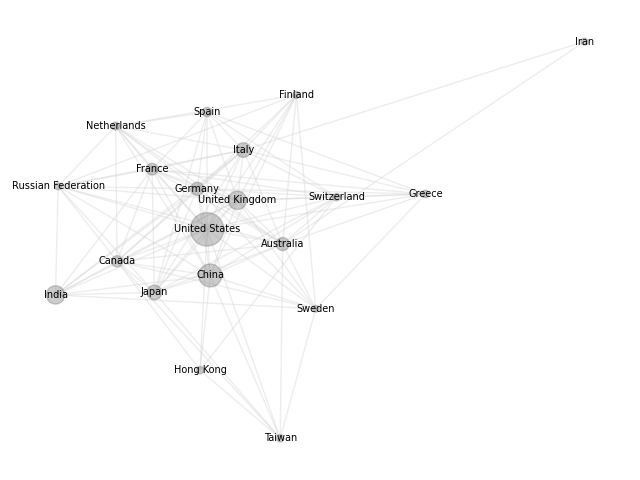 Iran
Finland
Spain
Netherlands
Italy
France
Russian Federation
Germany
United Kingdom
Switzerland
Greece
United States
Australia
Canada
China
India
Japan
Sweden
Hong Kong
Taiwan